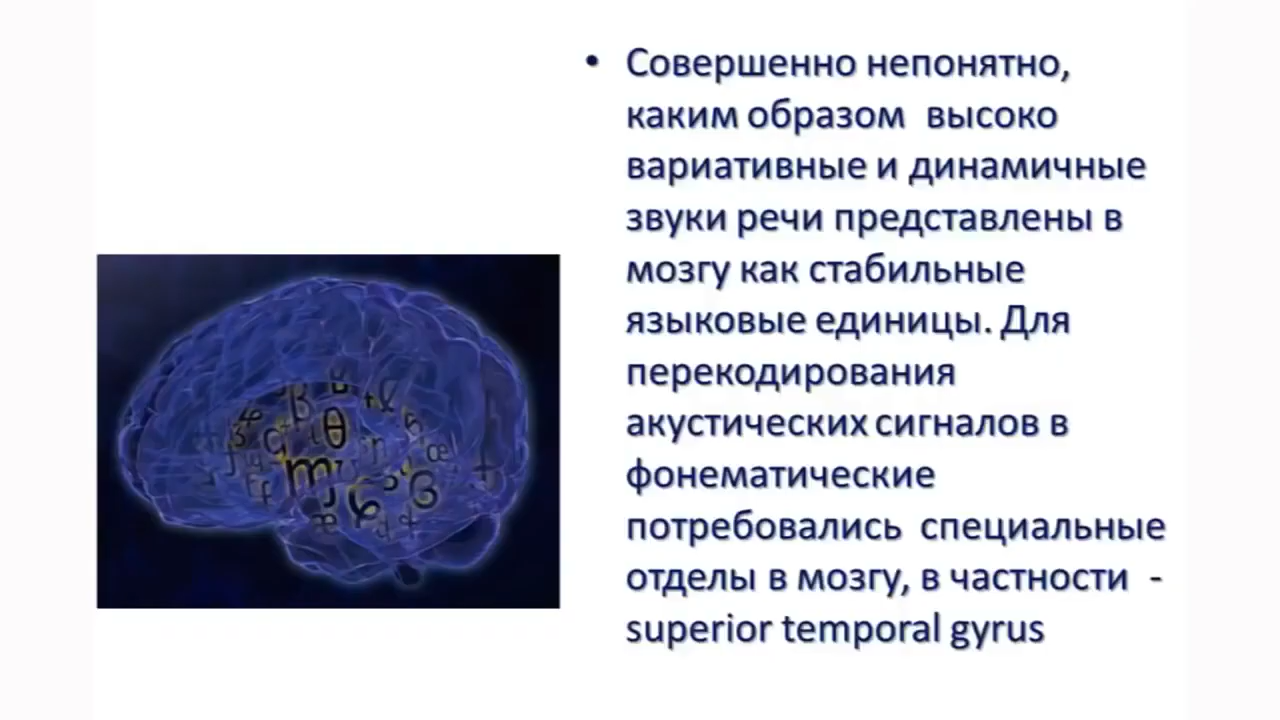 • Совершенно непонятно,
каким образом высоко
вариативные и динамичные
звуки речи представлены в
мозгу как стабильные
языковые единицы. Для
перекодирования
акустических сигналов в
фонематические
потребовались специальные
отделы в мозгу, в частности -
superior temporal gyrus